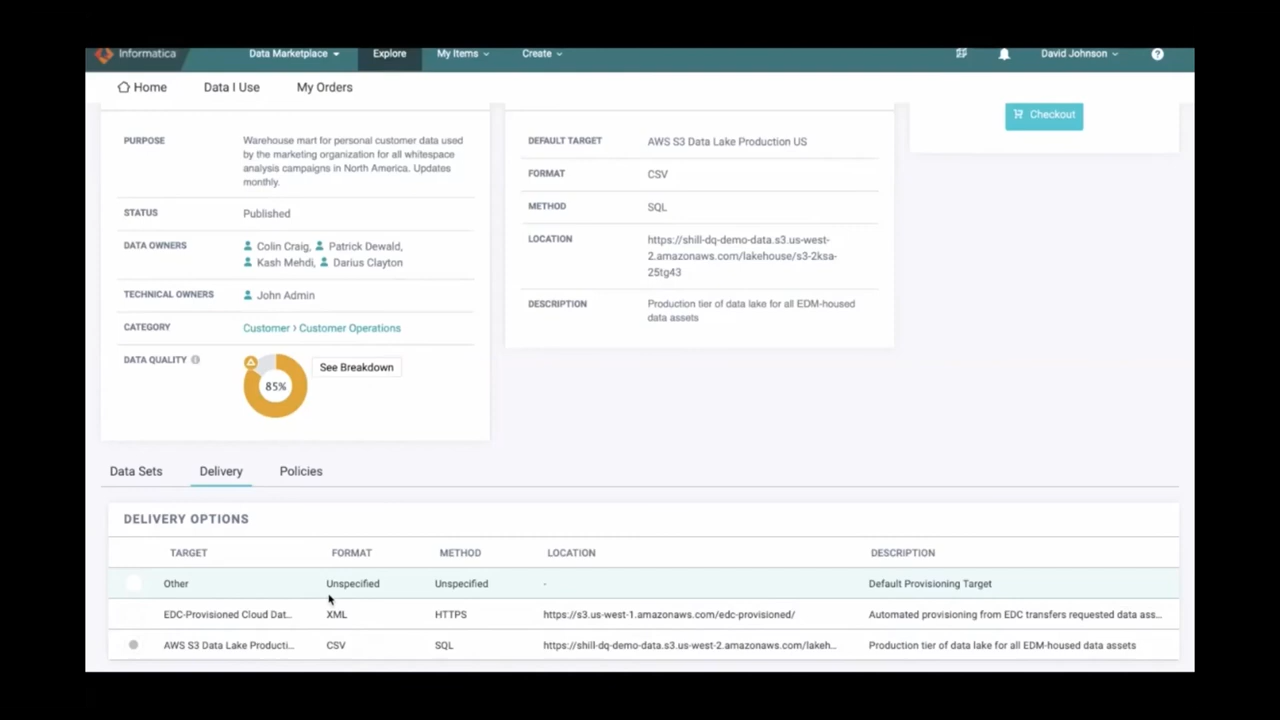 Informatica
Data Marketplace
Explore
My Items
Create
David Johnson
?
Home
Data I Use
My Orders
Checkout
PURPOSE
Warehouse mart for personal customer data used
by the marketing organization for all whitespace
analysis campaigns in North America. Updates
monthly.
STATUS
Published
DATA OWNERS
Colin Craig, Patrick Dewald,
Kash Mehdi, Darius Clayton
TECHNICAL OWNERS
John Admin
CATEGORY
Customer › Customer Operations
DATA QUALITY
85%
See Breakdown
DEFAULT TARGET
AWS S3 Data Lake Production US
FORMAT
CSV
METHOD
SQL
LOCATION
https://shill-dq-demo-data.s3.us-west-
2.amazonaws.com/lakehouse/s3-2ksa-
25tg43
DESCRIPTION
Production tier of data lake for all EDM-housed
data assets
Data Sets
Delivery
Policies
DELIVERY OPTIONS
TARGET FORMAT METHOD LOCATION DESCRIPTION
Other Unspecified Unspecified - Default Provisioning Target
EDC-Provisioned Cloud Dat... XML HTTPS https://s3.us-west-1.amazonaws.com/edc-provisioned/ Automated provisioning from EDC transfers requested data ass...
AWS S3 Data Lake Producti... CSV SQL https://shill-dq-demo-data.s3.us-west-2.amazonaws.com/lakeh... Production tier of data lake for all EDM-housed data assets